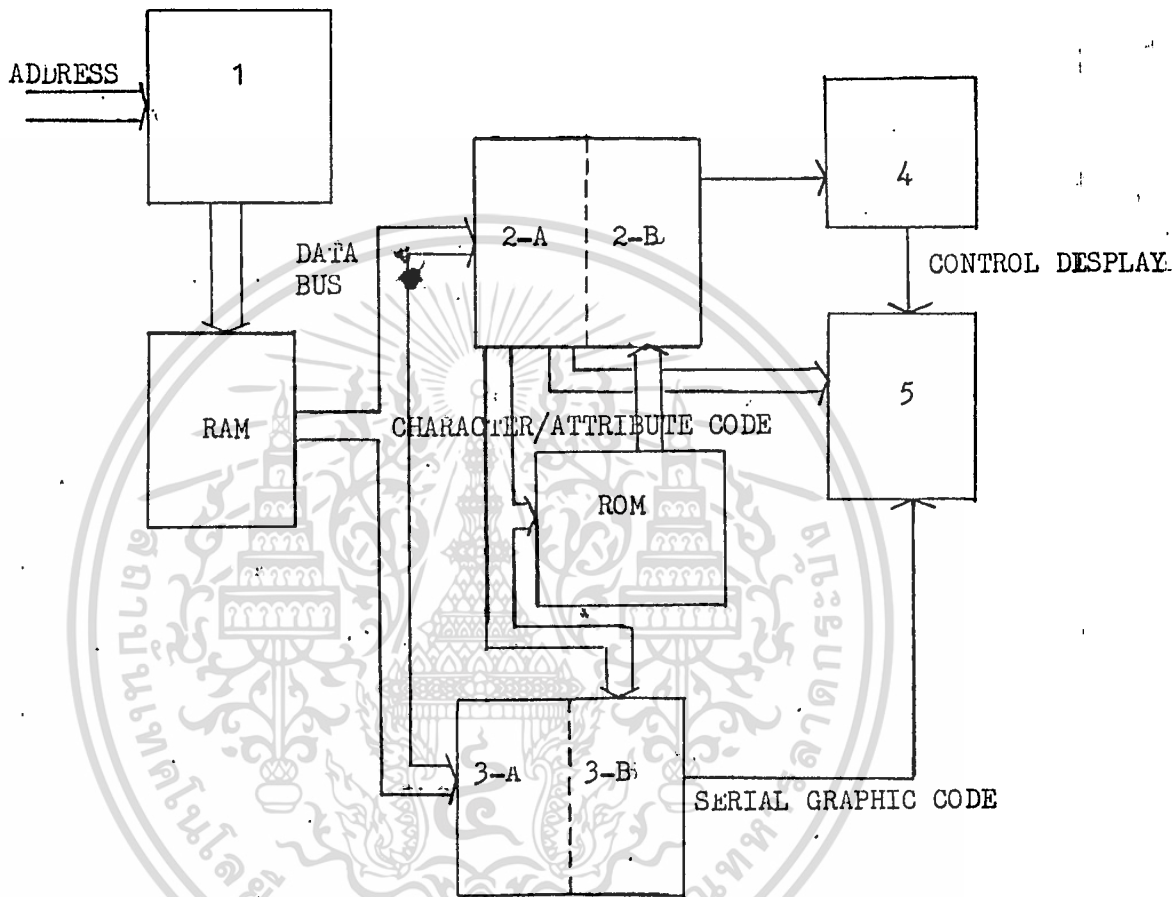 ADDRESS
1
4
2-A
2-B
DATA
BUS
CONTROL DISPLAY
RAM
CHARACTER/ATTRIBUTE CODE
5
ROM
3-A
3-B
SERIAL GRAPHIC CODE